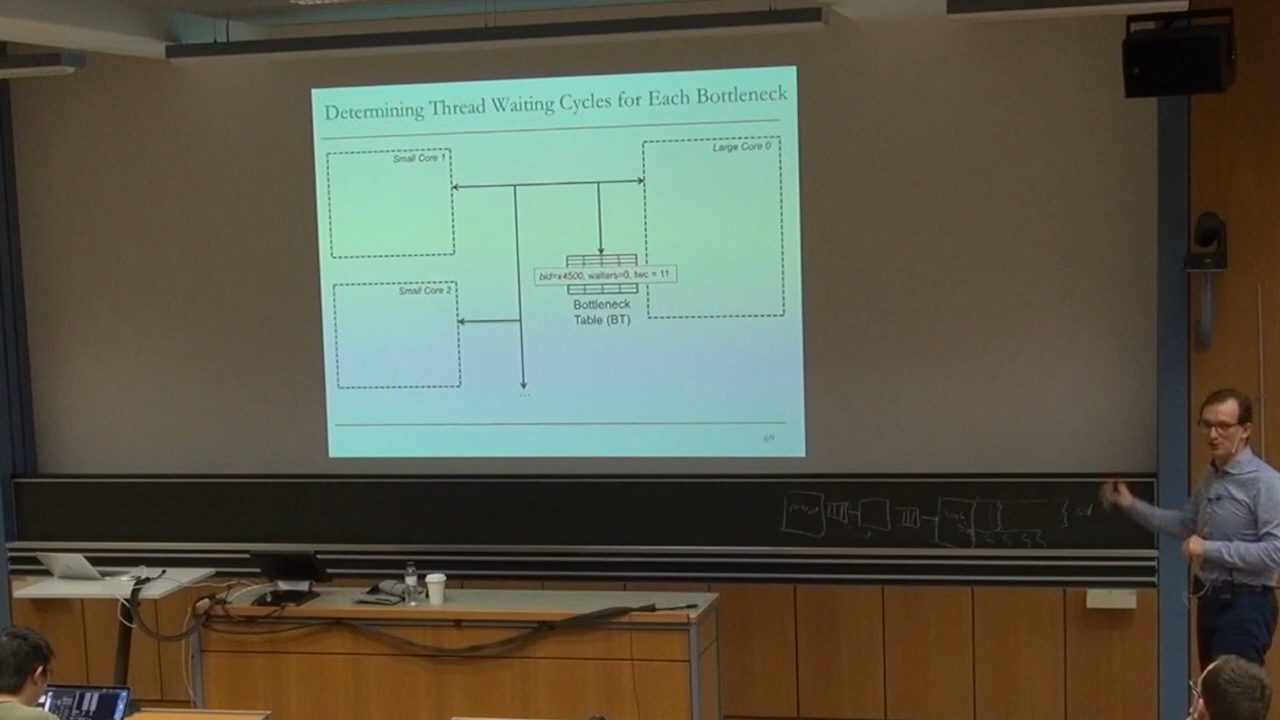 Determining Thread Waiting Cycles for Each Bottleneck
Small Core 1
Large Core 0
bid=x4500, waiters=0, twc = 11
Small Core 2
Bottleneck
Table (BT)
...
69